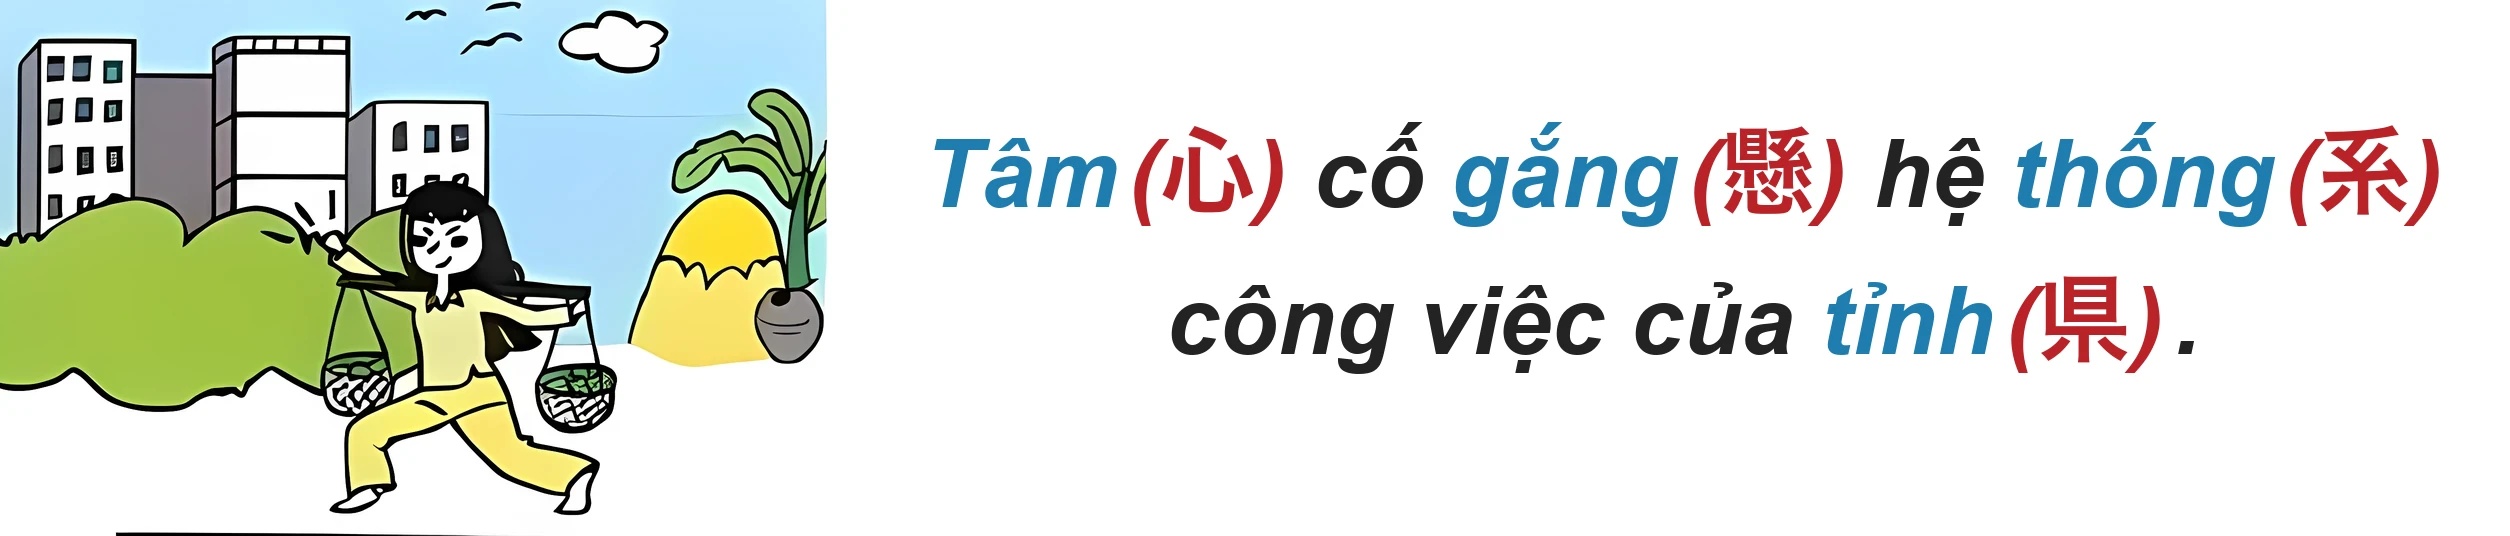 Tâm(心) cố gắng(懸) hệ thống(系)
công việc của tỉnh(県).